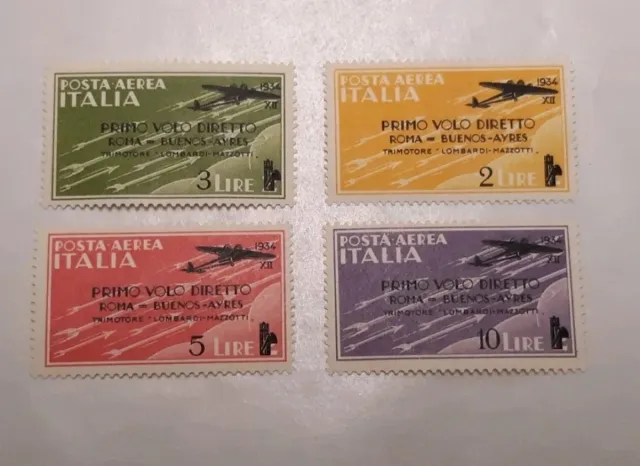 POSTA·AEREA
ITALIA
1934
XII
PRIMO VOLO DIRETTO
ROMA = BUENOS-AYRES
TRIMOTORE "LOMBARDI-MAZZOTTI"
3 LIRE
POSTA AEREA
ITALIA
1934
XII
PRIMO VOLO DIRETTO
ROMA = BUENOS-AYRES
TRIMOTORE "LOMBARDI-MAZZOTTI"
2 LIRE
POSTA·AEREA
ITALIA
1934
XII
PRIMO VOLO DIRETTO
ROMA = BUENOS-AYRES
TRIMOTORE "LOMBARDI-MAZZOTTI"
5 LIRE
POSTA·AEREA
ITALIA
1934
XII
PRIMO VOLO DIRETTO
ROMA = BUENOS-AYRES
TRIMOTORE "LOMBARDI-MAZZOTTI"
10 LIRE